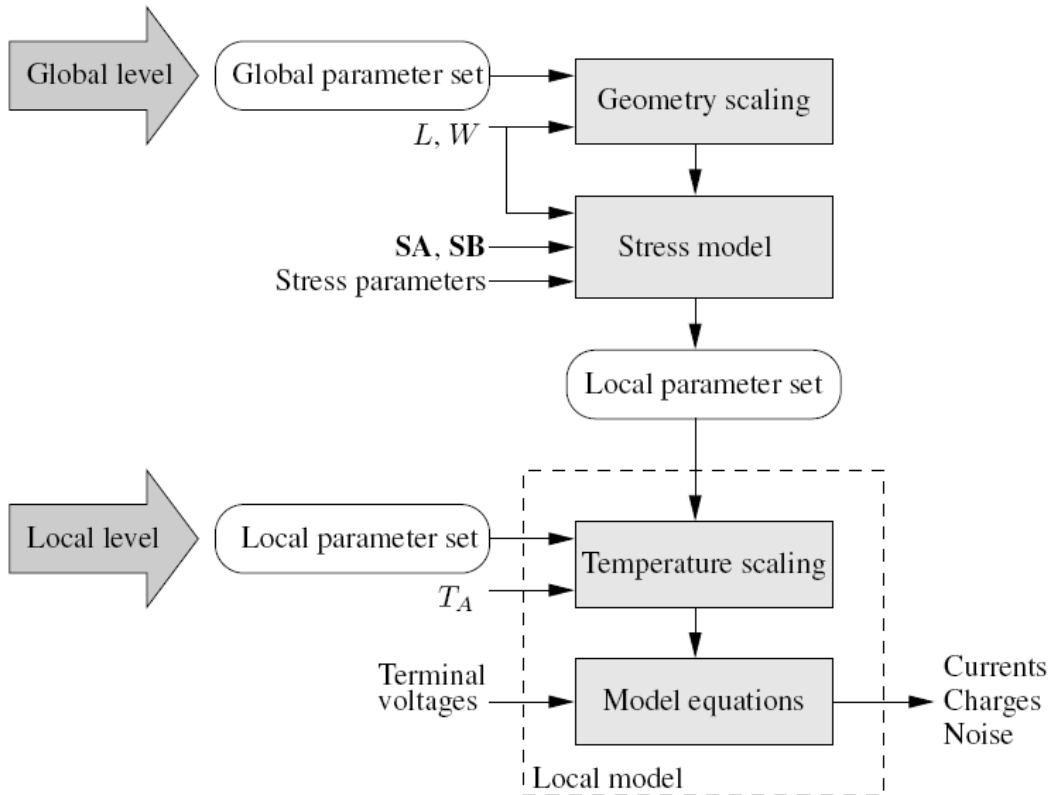 Global level
Global parameter set
Geometry scaling
L, W
SA, SB
Stress model
Stress parameters
Local parameter set
Local level
Local parameter set
Temperature scaling
T_A
Terminal
voltages
Model equations
Currents
Charges
Noise
Local model